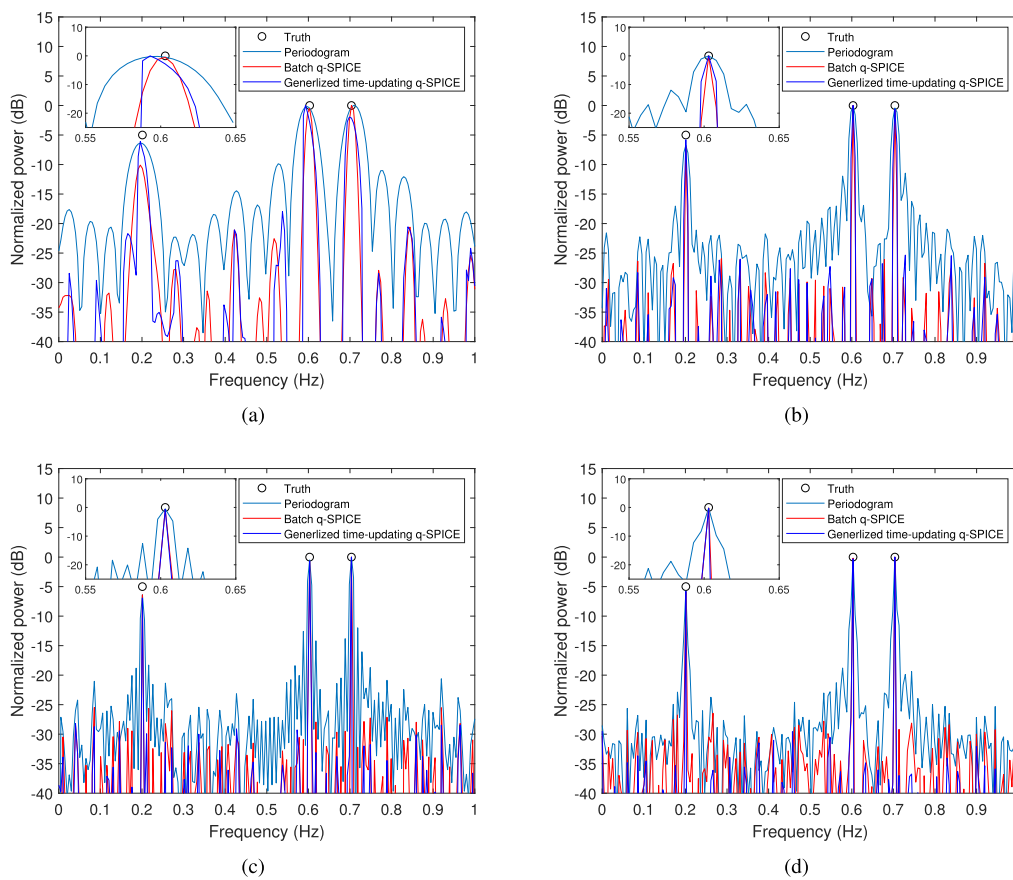 15
10
5
0
-5
-10
-15
-20
-25
-30
-35
-40
Normalized power (dB)
10
0
-10
-20
0.55
0.6
0.65
Truth
Periodogram
Batch q-SPICE
Generlized time-updating q-SPICE
0 0.1 0.2 0.3 0.4 0.5 0.6 0.7 0.8 0.9 1
Frequency (Hz)
(a)
15
10
5
0
-5
-10
-15
-20
-25
-30
-35
-40
Normalized power (dB)
10
0
-10
-20
0.55
0.6
0.65
Truth
Periodogram
Batch q-SPICE
Generlized time-updating q-SPICE
0 0.1 0.2 0.3 0.4 0.5 0.6 0.7 0.8 0.9
Frequency (Hz)
(b)
15
10
5
0
-5
-10
-15
-20
-25
-30
-35
-40
Normalized power (dB)
10
0
-10
-20
0.55
0.6
0.65
Truth
Periodogram
Batch q-SPICE
Generlized time-updating q-SPICE
0 0.1 0.2 0.3 0.4 0.5 0.6 0.7 0.8 0.9 1
Frequency (Hz)
(c)
15
10
5
0
-5
-10
-15
-20
-25
-30
-35
-40
Normalized power (dB)
10
0
-10
-20
0.55
0.6
0.65
Truth
Periodogram
Batch q-SPICE
Generlized time-updating q-SPICE
0 0.1 0.2 0.3 0.4 0.5 0.6 0.7 0.8 0.9
Frequency (Hz)
(d)